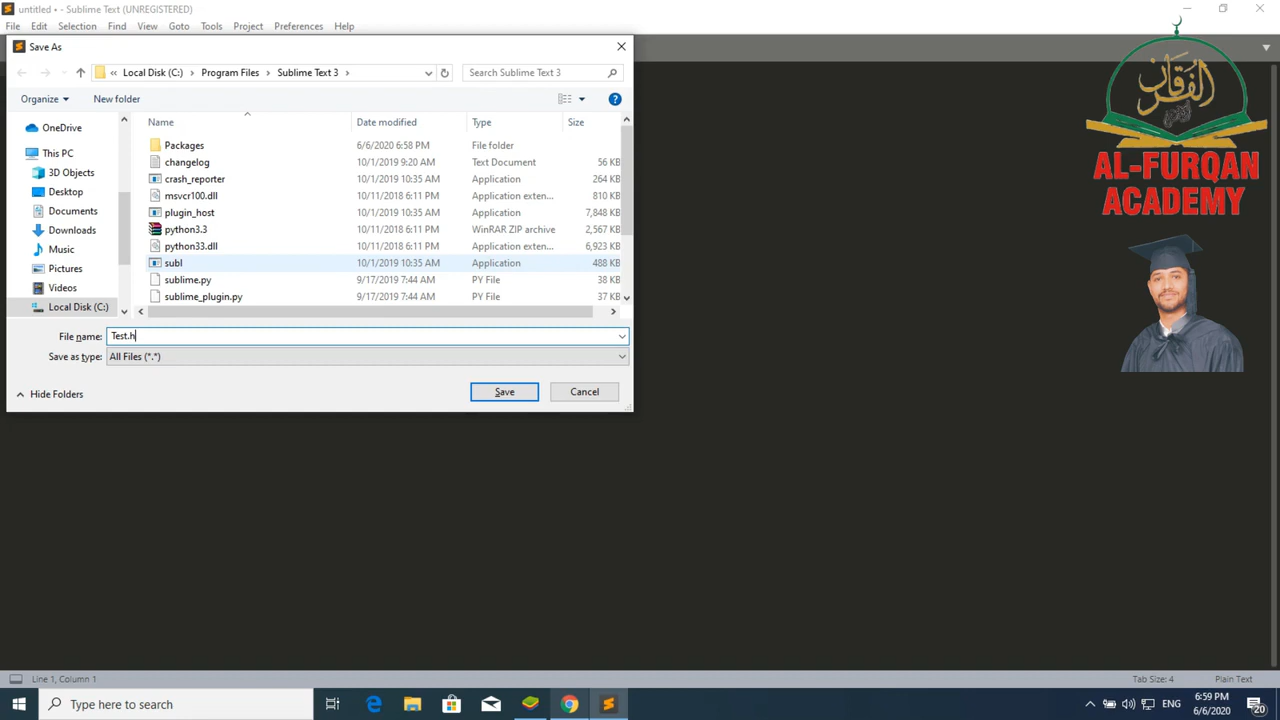 untitled • - Sublime Text (UNREGISTERED)
File Edit Selection Find View Goto Tools Project Preferences Help
Save As
« Local Disk (C:) › Program Files › Sublime Text 3 ›
Search Sublime Text 3
Organize New folder
Name Date modified Type Size
OneDrive
This PC
3D Objects
Desktop
Documents
Downloads
Music
Pictures
Videos
Local Disk (C:)
Packages 6/6/2020 6:58 PM File folder
changelog 10/1/2019 9:20 AM Text Document 56 KB
crash_reporter 10/1/2019 10:35 AM Application 264 KB
msvcr100.dll 10/11/2018 6:11 PM Application exten... 810 KB
plugin_host 10/1/2019 10:35 AM Application 7,848 KB
python3.3 10/11/2018 6:11 PM WinRAR ZIP archive 2,567 KB
python33.dll 10/11/2018 6:11 PM Application exten... 6,923 KB
subl 10/1/2019 10:35 AM Application 488 KB
sublime.py 9/17/2019 7:44 AM PY File 38 KB
sublime_plugin.py 9/17/2019 7:44 AM PY File 37 KB
File name: Test.h
Save as type: All Files (*.*)
Hide Folders
Save
Cancel
الفرقان
AL-FURQAN
ACADEMY
Line 1, Column 1
Tab Size: 4
Plain Text
Type here to search
ENG
6:59 PM
6/6/2020
20